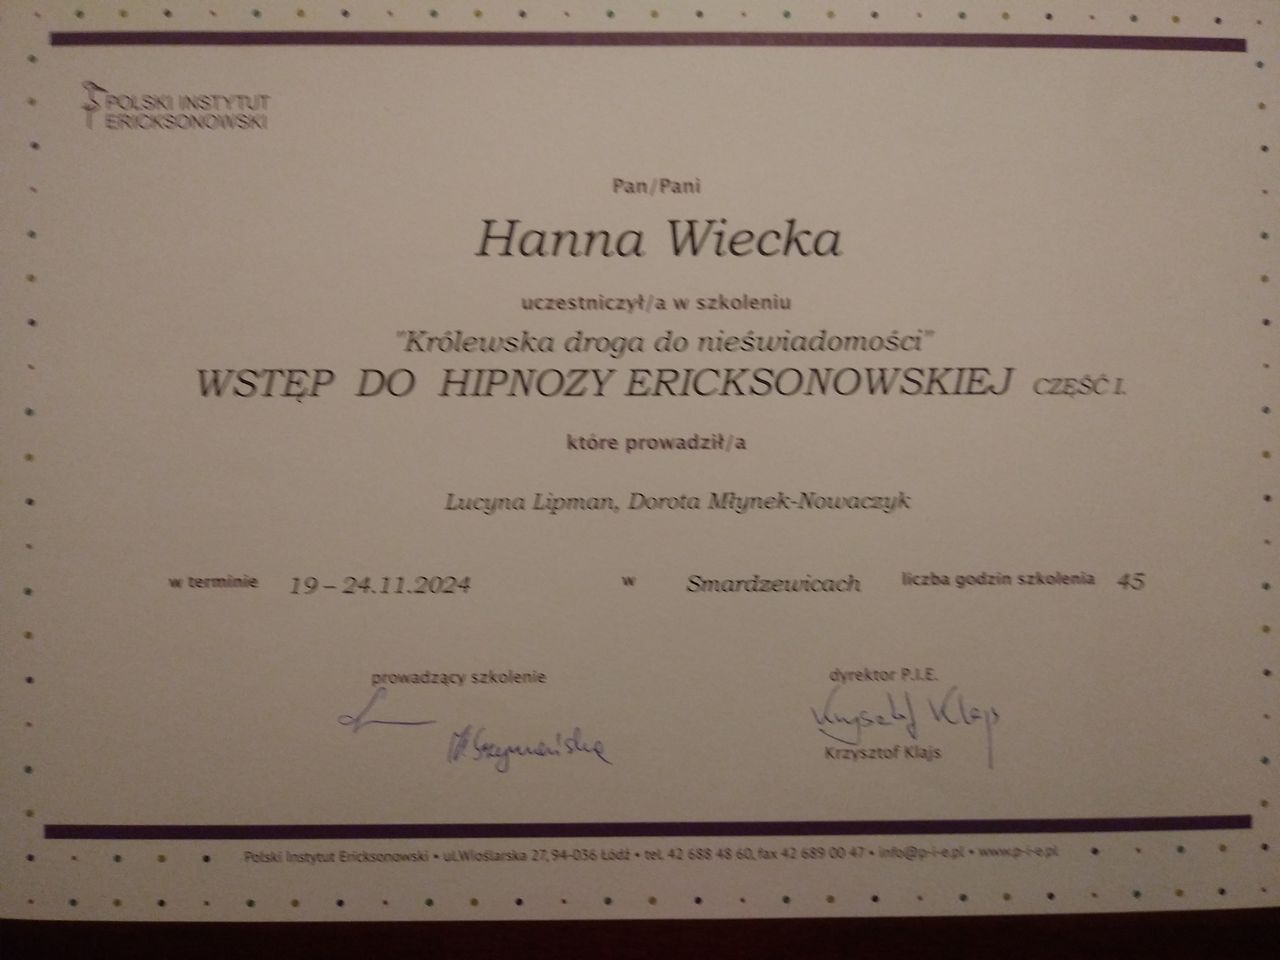 POLSKI INSTYTUT
ERICKSONOWSKI
Pan/Pani
Hanna Wiecka
uczestniczył/a w szkoleniu
"Królewska droga do nieświadomości"
WSTĘP DO HIPNOZY ERICKSONOWSKIEJ CZĘŚĆ I.
które prowadził/a
Lucyna Lipman, Dorota Młynek-Nowaczyk
w terminie 19 – 24.11.2024 w Smardzewicach liczba godzin szkolenia 45
prowadzący szkolenie
dyrektor P.I.E.
Krzysztof Klajs
Krzysztof Klajs
Polski Instytut Ericksonowski • ul.Wioślarska 27, 94-036 Łódź • tel. 42 688 48 60, fax 42 689 00 47 • info@p-i-e.pl • www.p-i-e.pl